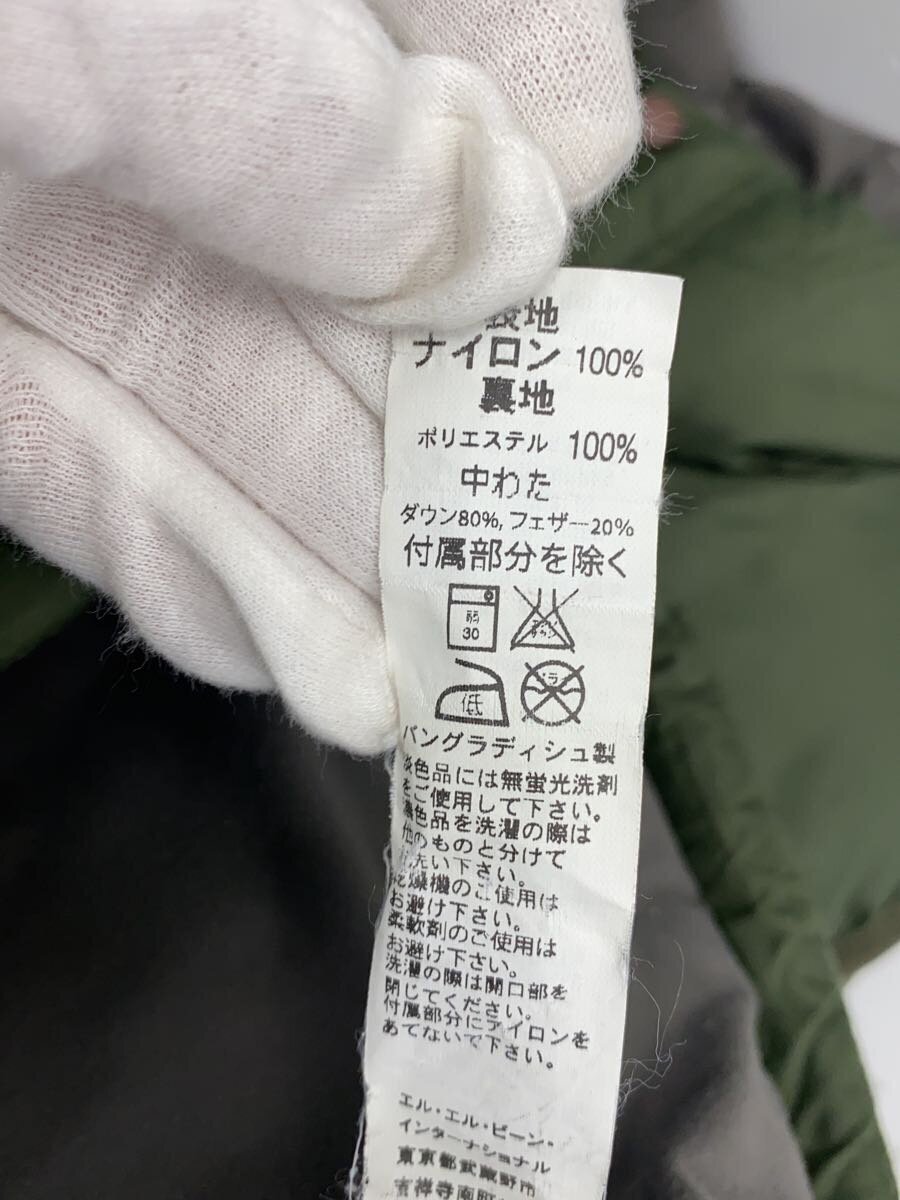 表地
ナイロン 100%
裏地
ポリエステル 100%
中わた
ダウン80%, フェザー20%
付属部分を除く
弱
30
低
バングラディシュ製
淡色品には無蛍光洗剤
をご使用して下さい。
濃色品を洗濯の際は
他のものと分けて
お洗い下さい。
乾燥機のご使用は
お避け下さい。
柔軟剤のご使用は
お避け下さい。
洗濯の際は開口部を
閉じてください。
付属部分にアイロンを
あてないで下さい。
エル・エル・ビーン・
インターナショナル
東京都武蔵野市
吉祥寺南町